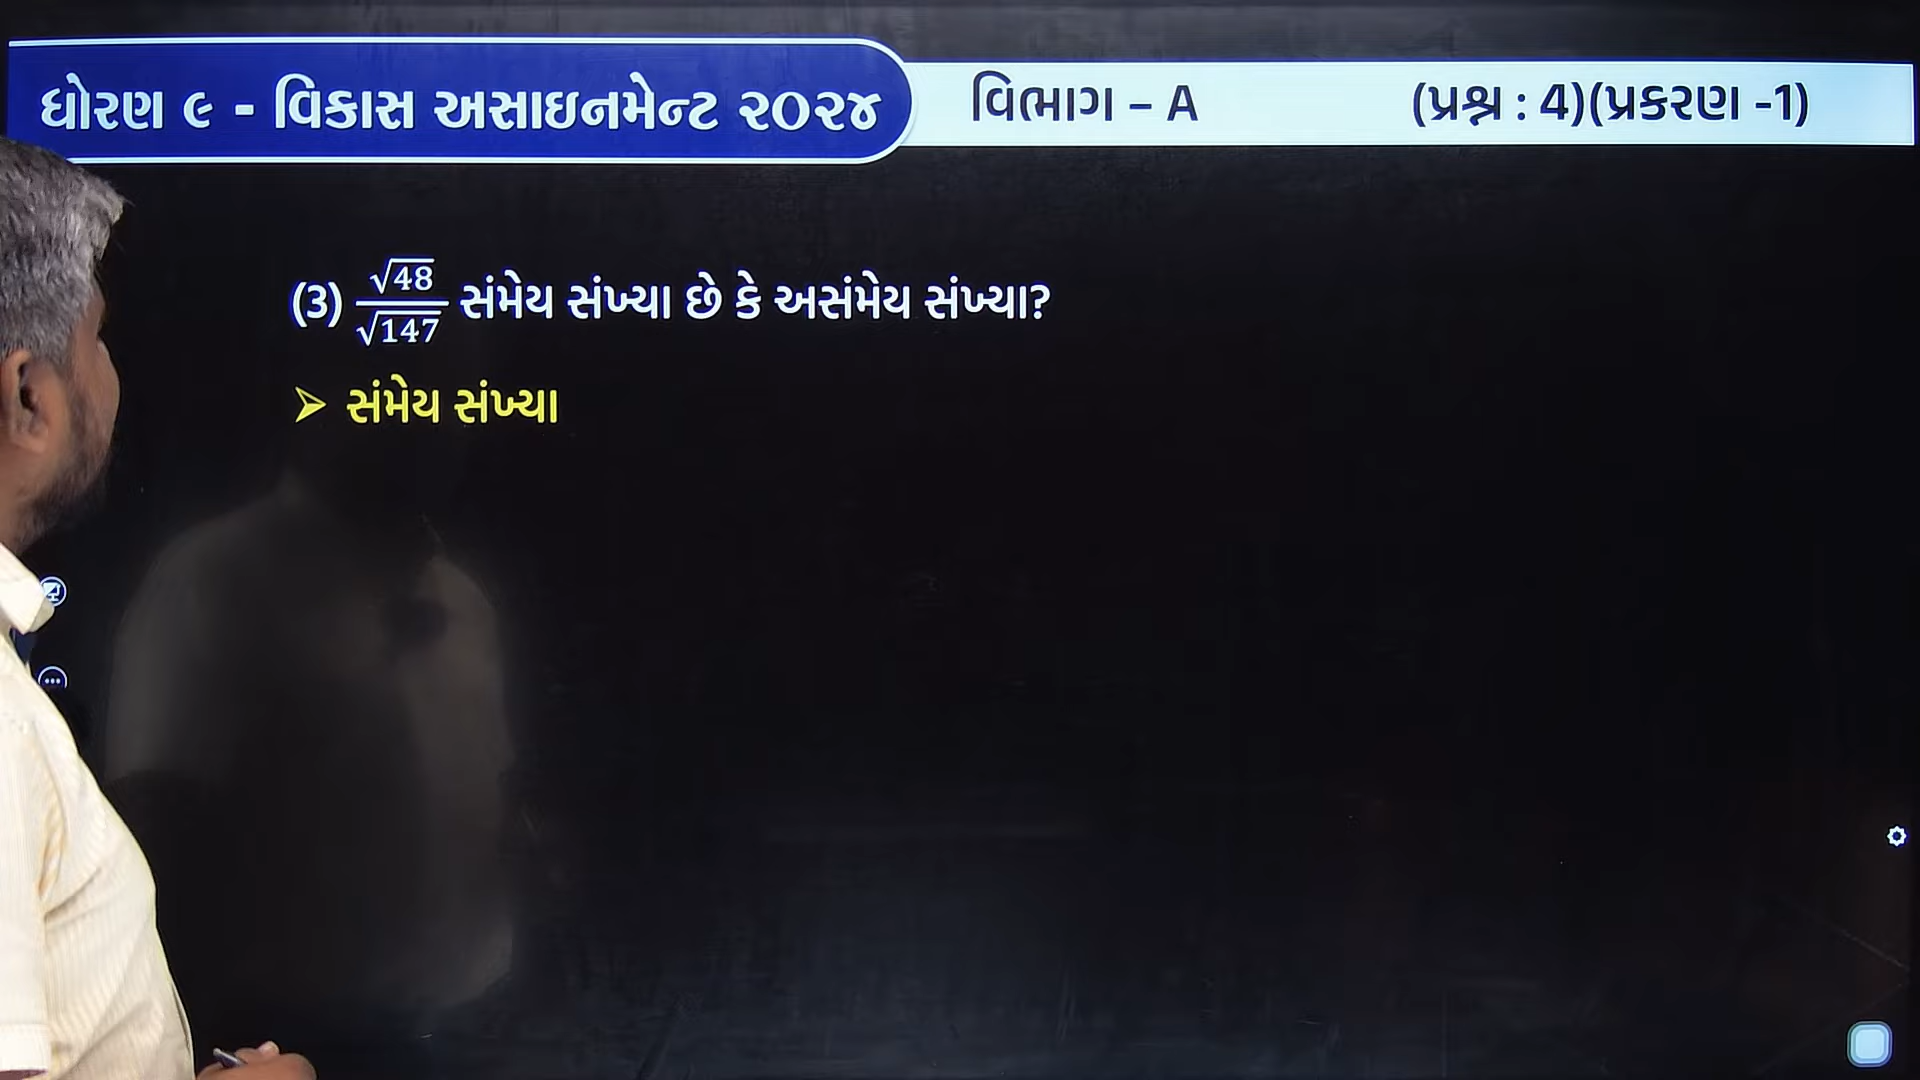 ધોરણ ૯ - વિકાસ અસાઇનમેન્ટ ૨૦૨૪
વિભાગ – A
(પ્રશ્ન : 4)(પ્રકરણ -1)
(3) √48/√147 સંમેય સંખ્યા છે કે અસંમેય સંખ્યા?
➢ સંમેય સંખ્યા